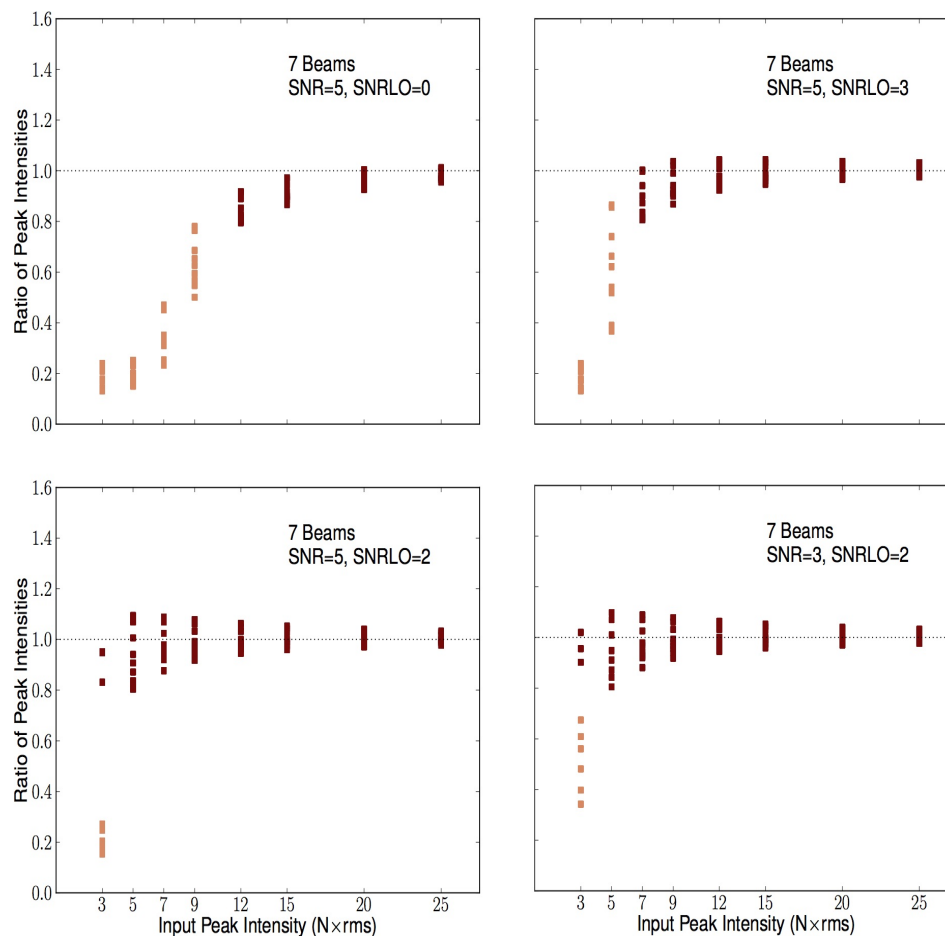 1.6
1.4
1.2
1.0
0.8
0.6
0.4
0.2
0.0
Ratio of Peak Intensities
7 Beams
SNR=5, SNRLO=0
7 Beams
SNR=5, SNRLO=3
1.6
1.4
1.2
1.0
0.8
0.6
0.4
0.2
0.0
Ratio of Peak Intensities
7 Beams
SNR=5, SNRLO=2
3 5 7 9 12 15 20 25
Input Peak Intensity (N×rms)
7 Beams
SNR=3, SNRLO=2
3 5 7 9 12 15 20 25
Input Peak Intensity (N×rms)